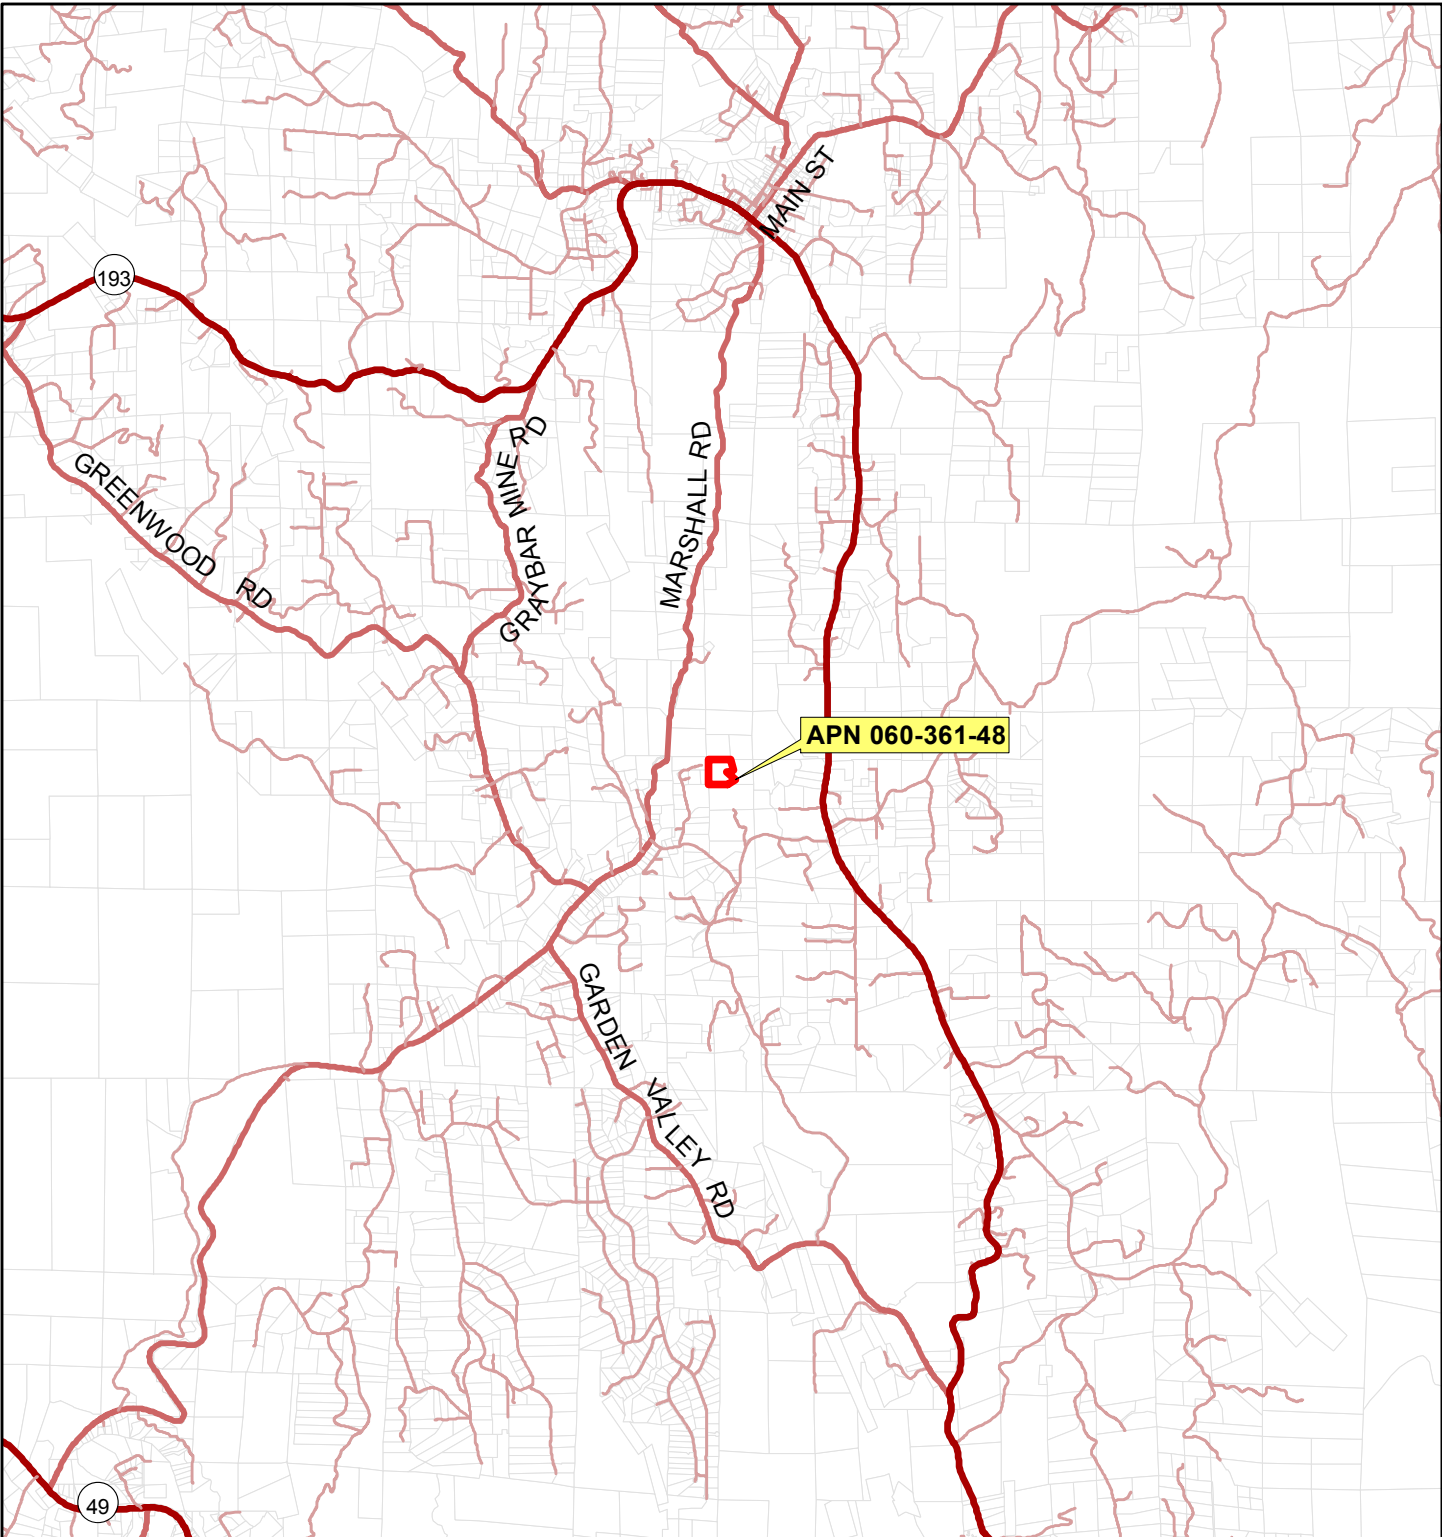 MAIN ST
193
GRAYBAR MINE RD
MARSHALL RD
GREENWOOD RD
APN 060-361-48
GARDEN VALLEY RD
49